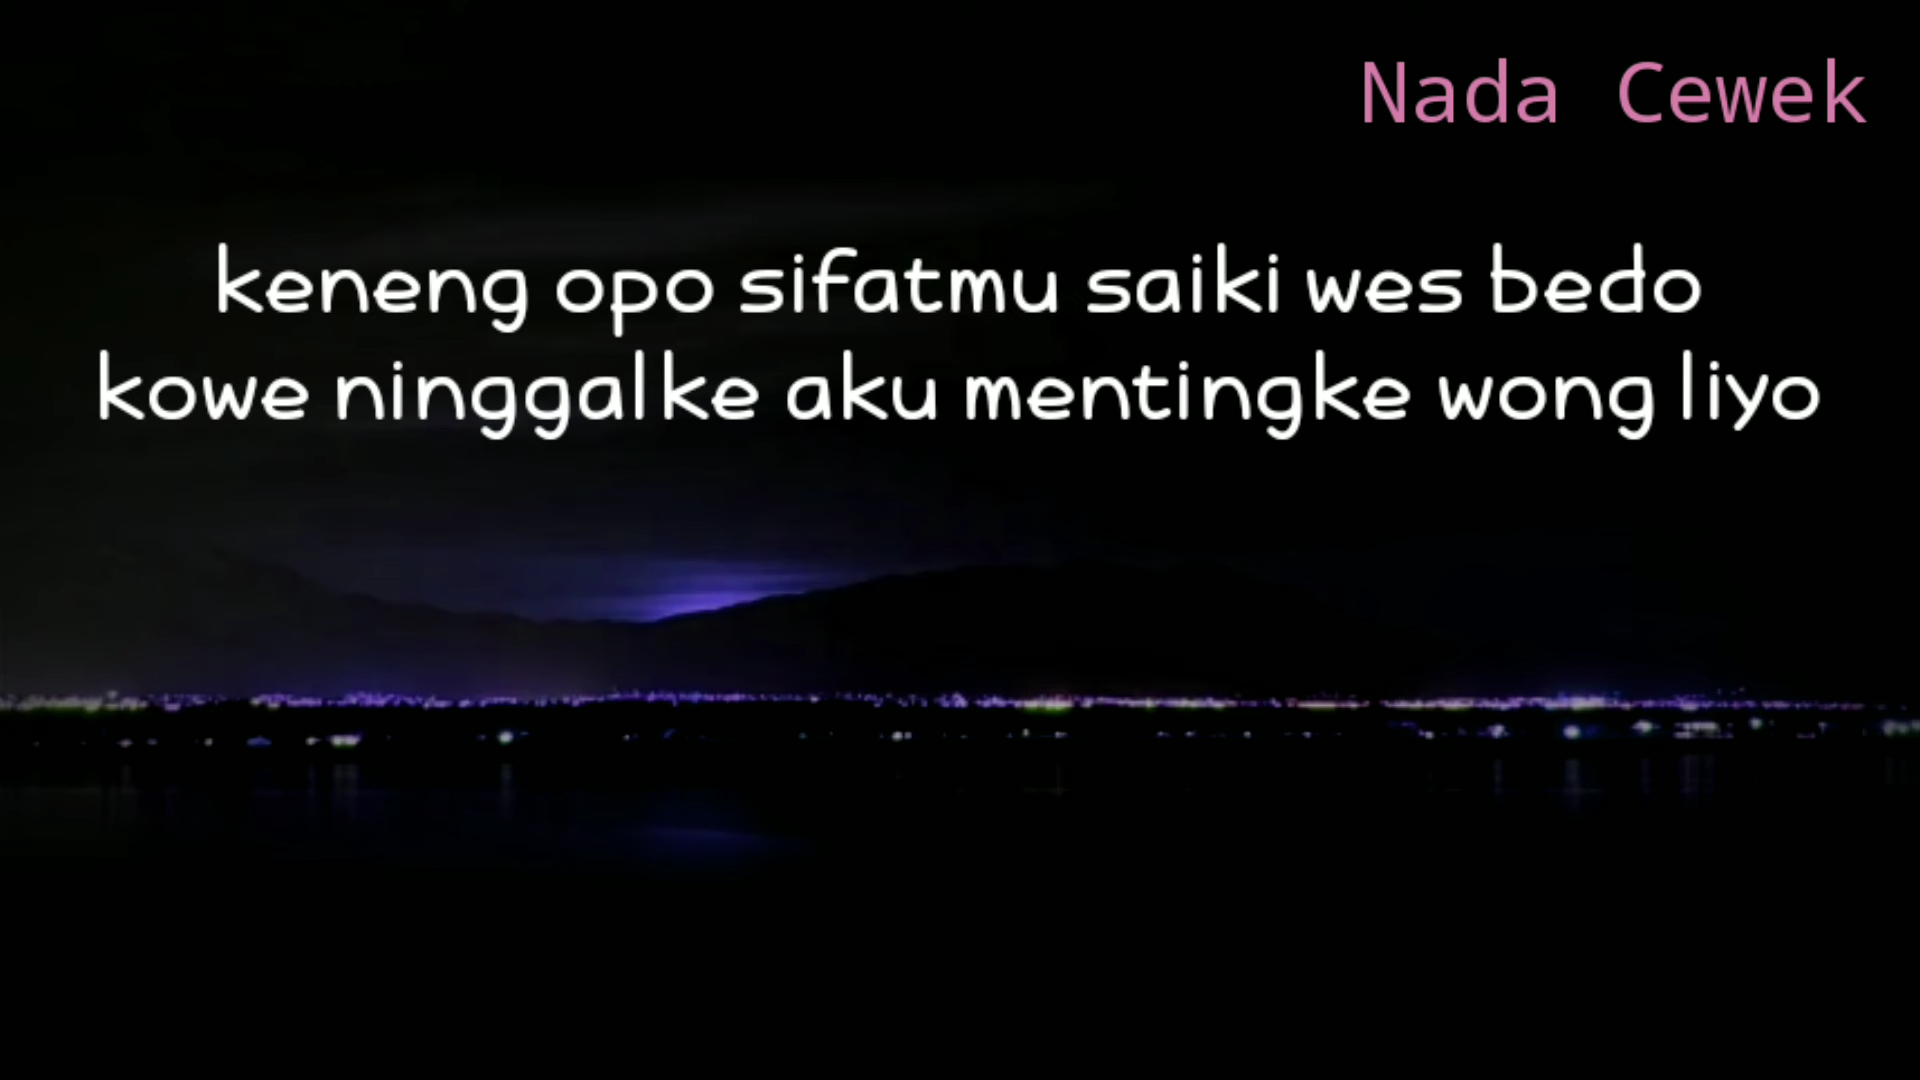 Nada Cewek
keneng opo sifatmu saiki wes bedo
kowe ninggalke aku mentingke wong liyo